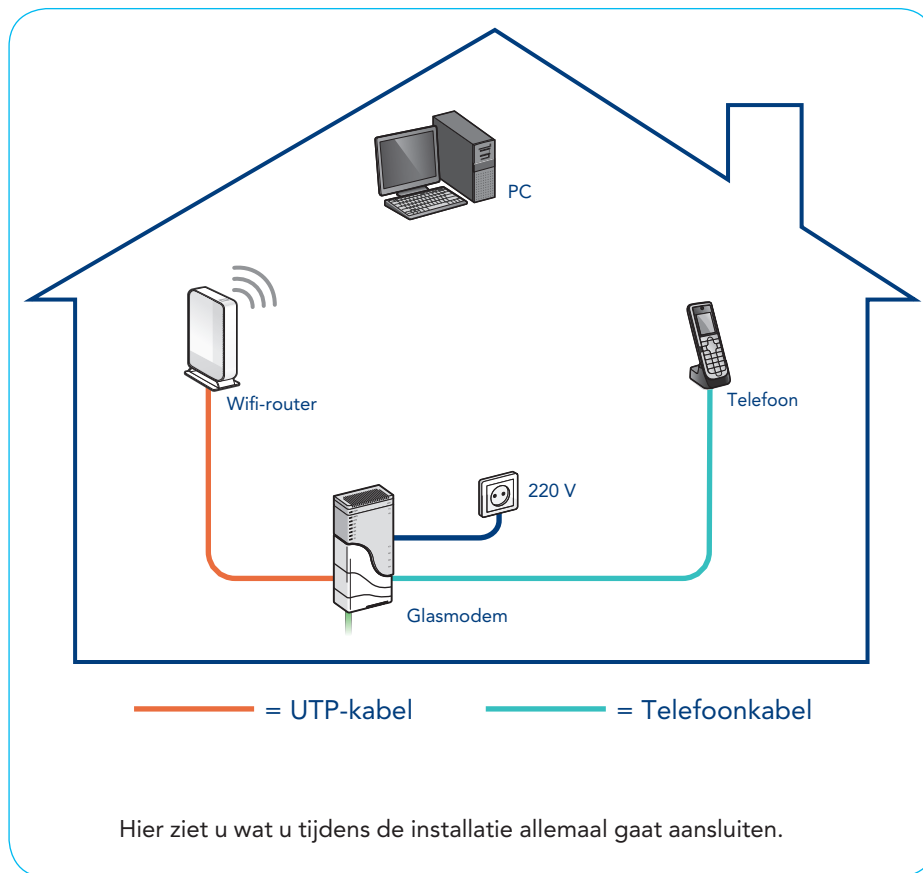 PC
Wifi-router
Telefoon
220 V
Glasmodem
= UTP-kabel
= Telefoonkabel
Hier ziet u wat u tijdens de installatie allemaal gaat aansluiten.